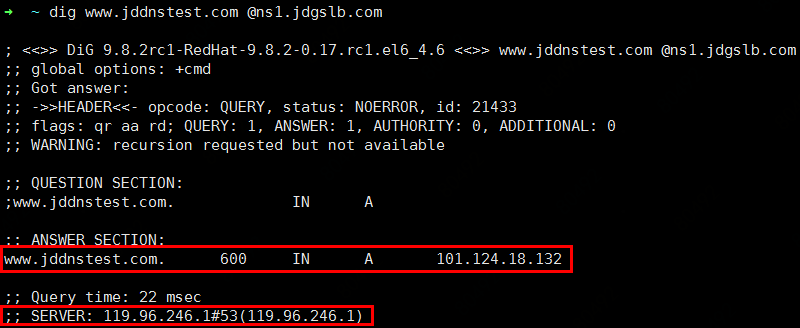 ➜ ~ dig www.jddnstest.com @ns1.jdgslb.com
; <<>> DiG 9.8.2rc1-RedHat-9.8.2-0.17.rc1.el6_4.6 <<>> www.jddnstest.com @ns1.jdgslb.com
;; global options: +cmd
;; Got answer:
;; ->>HEADER<<- opcode: QUERY, status: NOERROR, id: 21433
;; flags: qr aa rd; QUERY: 1, ANSWER: 1, AUTHORITY: 0, ADDITIONAL: 0
;; WARNING: recursion requested but not available
;; QUESTION SECTION:
;www.jddnstest.com. IN A
;; ANSWER SECTION:
www.jddnstest.com. 600 IN A 101.124.18.132
;; Query time: 22 msec
;; SERVER: 119.96.246.1#53(119.96.246.1)